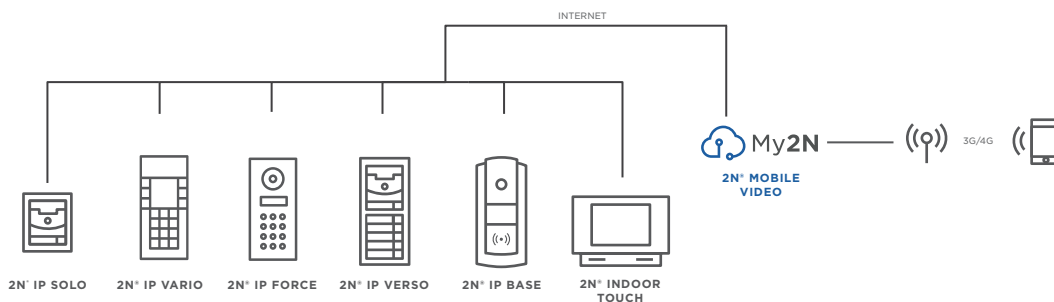 INTERNET
My2N
3G/4G
2N® MOBILE
VIDEO
2N® IP SOLO
2N® IP VARIO
2N® IP FORCE
2N® IP VERSO
2N® IP BASE
2N® INDOOR
TOUCH